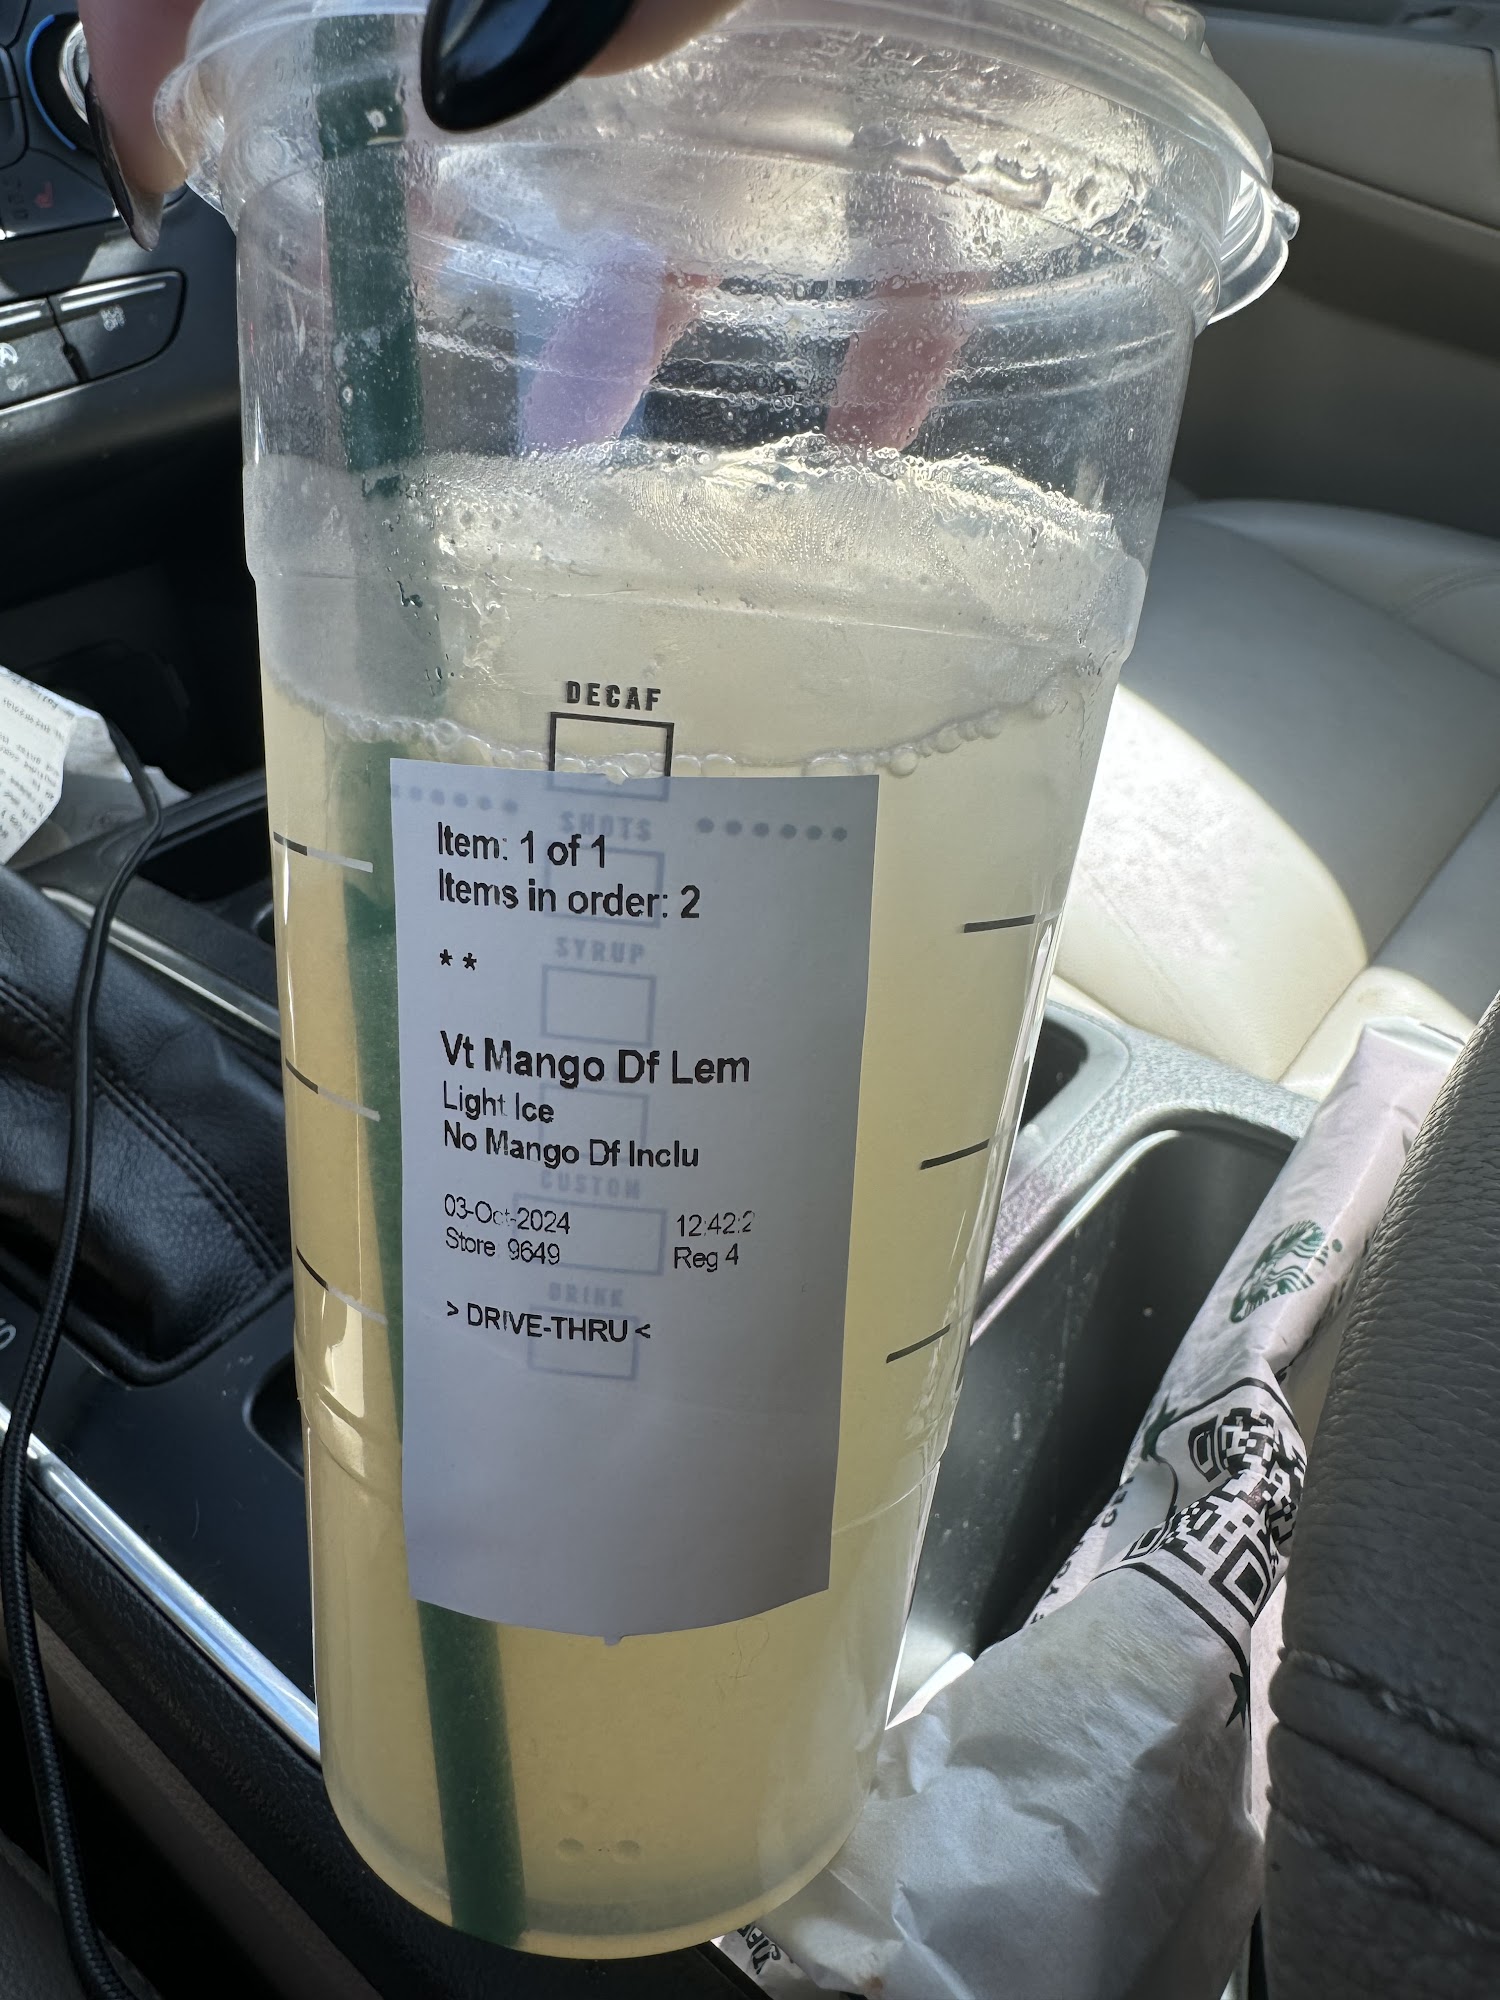 DECAF
SHOTS
Item: 1 of 1
Items in order: 2
* *
SYRUP
Vt Mango Df Lem
Light Ice
No Mango Df Inclu
CUSTOM
03-Oct-2024 12:42:2
Store 9649 Reg 4
DRINK
> DRIVE-THRU <